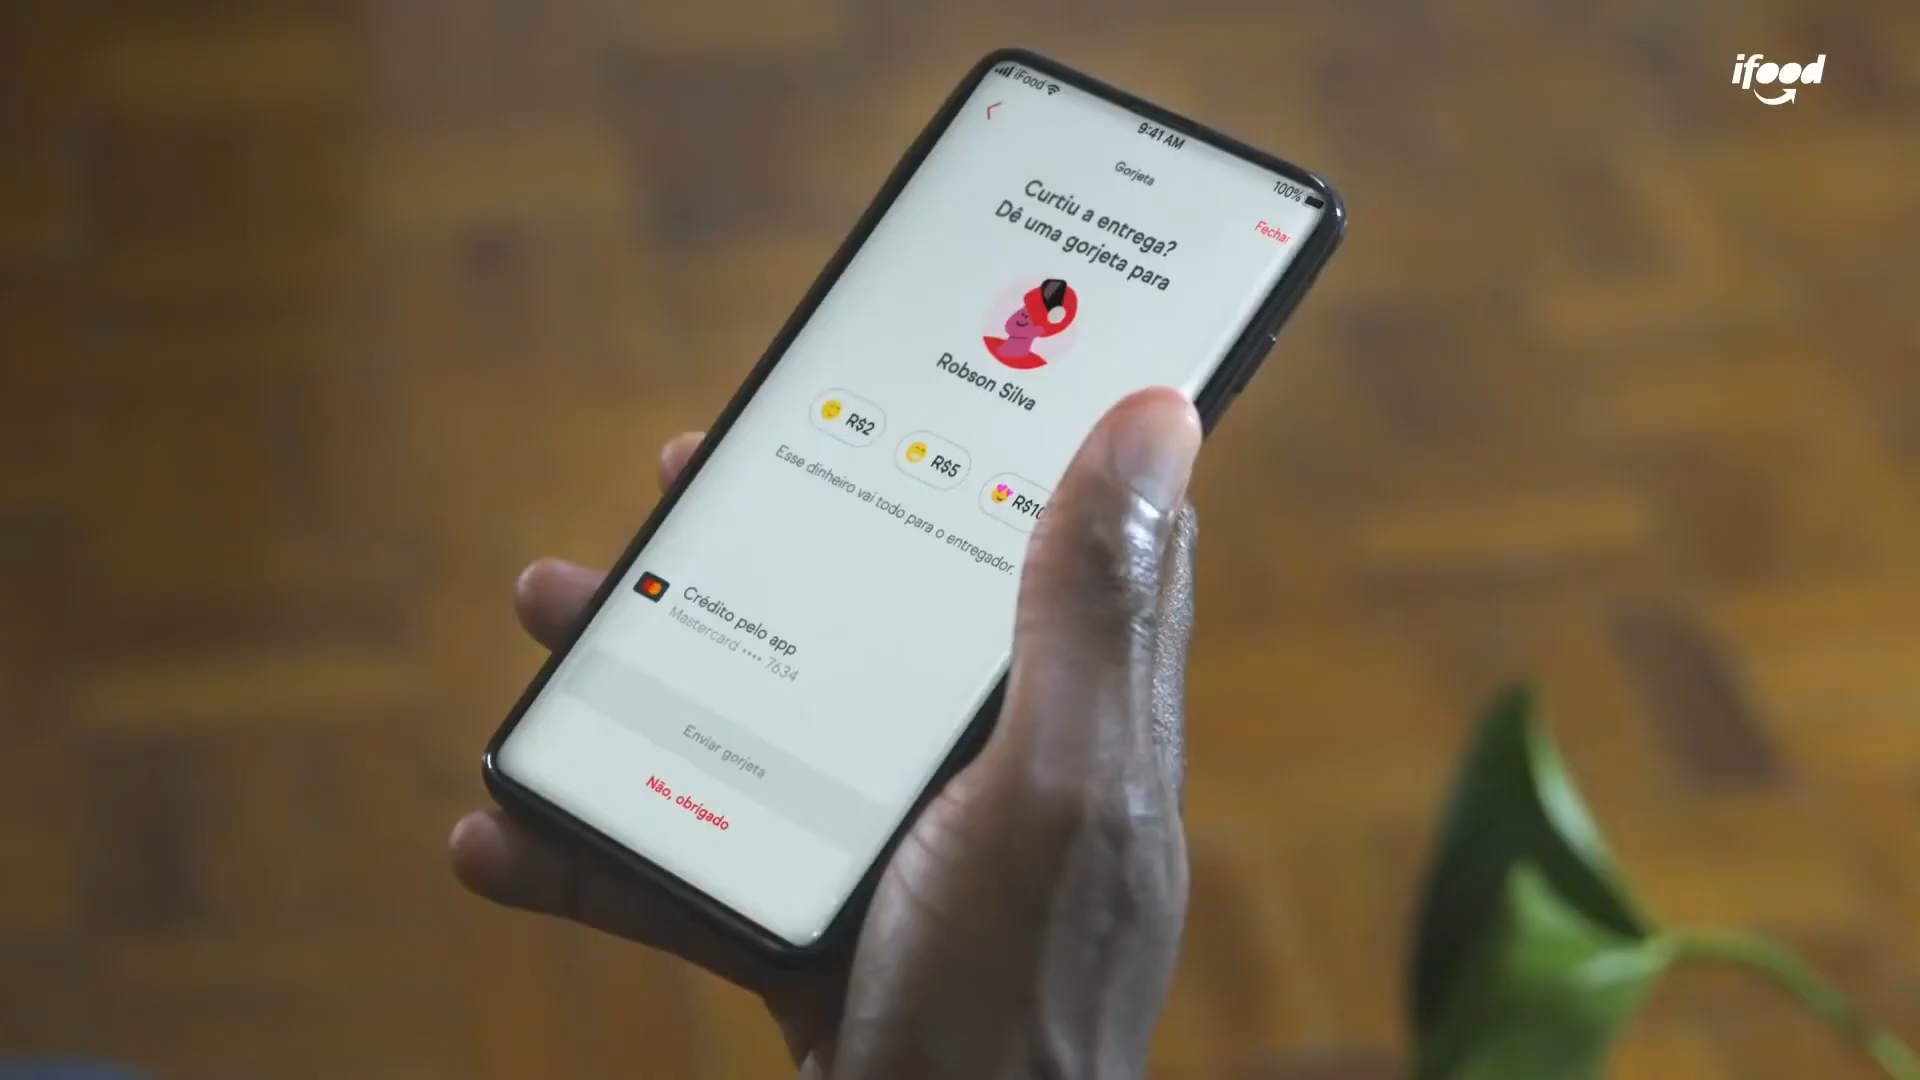 ifood
iFood
9:41 AM
100%
Gorjeta
Fechar
Curtiu a entrega?
Dê uma gorjeta para
Robson Silva
R$2
R$5
R$10
Esse dinheiro vai todo para o entregador.
Crédito pelo app
Mastercard •••• 7634
Enviar gorjeta
Não, obrigado